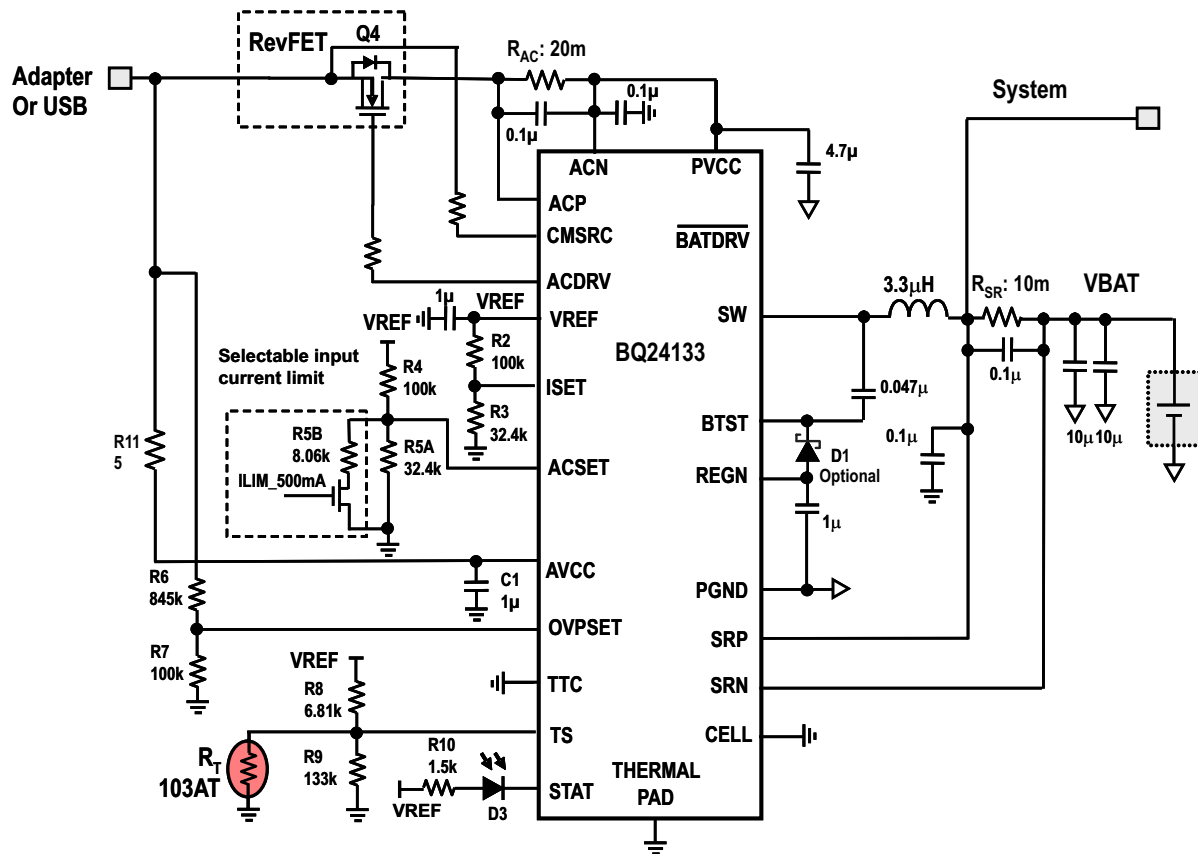 RevFET
Q4
R_AC: 20m
Adapter
Or USB
0.1µ
0.1µ
System
4.7µ
ACN
PVCC
ACP
CMSRC
BATDRV
ACDRV
1µ
VREF
VREF
VREF
SW
3.3µH
R_SR: 10m
VBAT
Selectable input
current limit
R4
100k
R2
100k
BQ24133
ISET
0.1µ
0.047µ
R3
32.4k
10µ
10µ
R11
5
R5B
8.06k
R5A
32.4k
BTST
0.1µ
D1
Optional
ACSET
REGN
ILIM_500mA
1µ
AVCC
C1
1µ
R6
845k
PGND
OVPSET
SRP
R7
100k
VREF
R8
6.81k
TTC
SRN
TS
CELL
R_T
103AT
R9
133k
R10
1.5k
THERMAL
PAD
STAT
VREF
D3